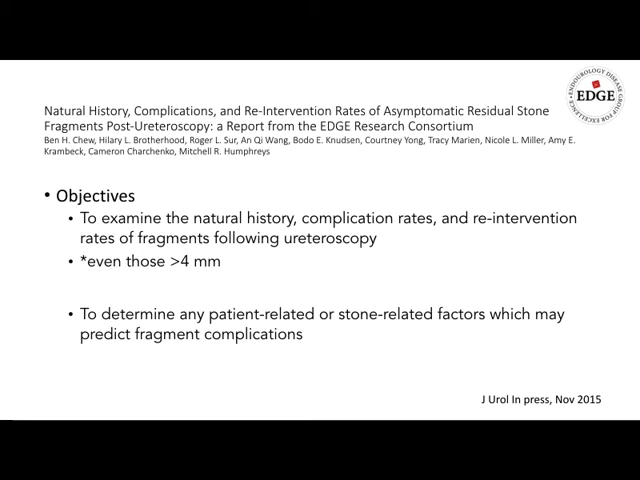 ENDOUROLOGY DISEASE GROUP FOR EXCELLENCE
EDGE
Natural History, Complications, and Re-Intervention Rates of Asymptomatic Residual Stone
Fragments Post-Ureteroscopy: a Report from the EDGE Research Consortium
Ben H. Chew, Hilary L. Brotherhood, Roger L. Sur, An Qi Wang, Bodo E. Knudsen, Courtney Yong, Tracy Marien, Nicole L. Miller, Amy E.
Krambeck, Cameron Charchenko, Mitchell R. Humphreys
• Objectives
• To examine the natural history, complication rates, and re-intervention
rates of fragments following ureteroscopy
• *even those >4 mm
• To determine any patient-related or stone-related factors which may
predict fragment complications
J Urol In press, Nov 2015